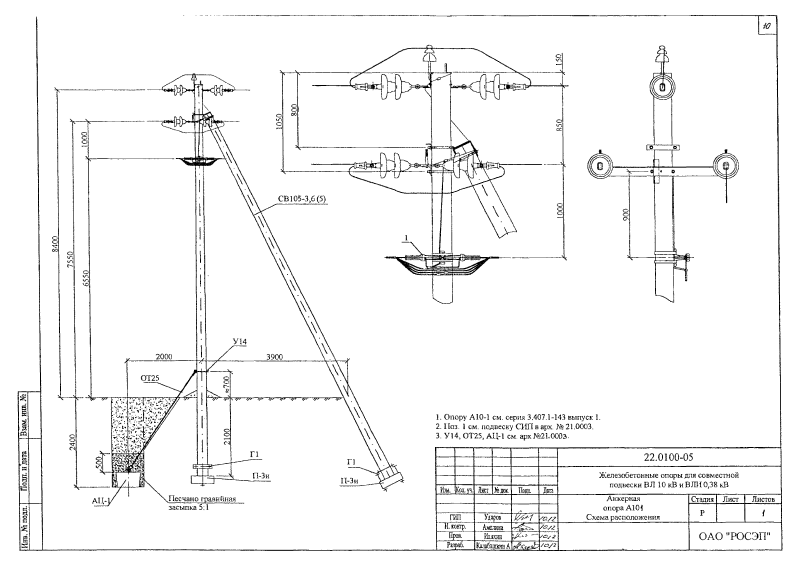 10
150
800
1050
850
1000
900
1000
8400
7550
6550
СВ105-3,6 (5)
1
У14
2000
3900
ОТ25
≈700
2100
2400
500
Г1
П-3и
Г1
П-3и
АЦ-1
Песчано гравийная
засыпка 5:1
1. Опору А10-1 см. серия 3.407.1-143 выпуск 1.
2. Поз. 1 см. подвеску СИП в арх. № 21.0003.
3. У14, ОТ25, АЦ-1 см. арх №21.0003.
22.0100-05
Железобетонные опоры для совместной
подвески ВЛ 10 кВ и ВЛИ 0,38 кВ
Изм. Кол. уч. Лист № док. Подп. Дата
Анкерная
опора А101
Схема расположения
Стадия Лист Листов
Р 1
ГИП Ударов 10.12
Н. контр. Амелина 10.12
Пров. 10.12
Разраб. Калабашкин А. 10.12
ОАО "РОСЭП"
Взам. инв. №
Подп. и дата
Инв. № подл.